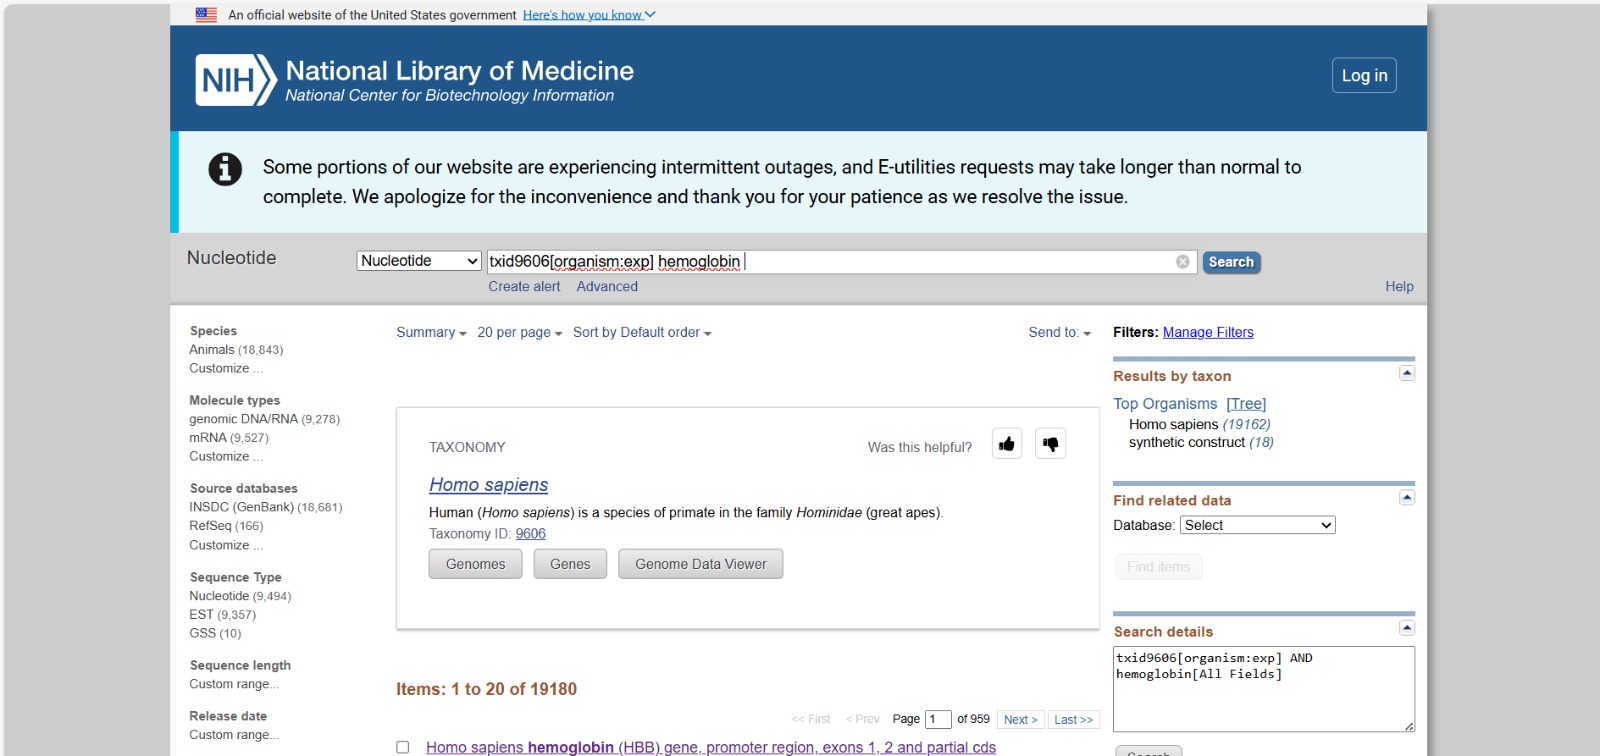 An official website of the United States government Here's how you know
NIH National Library of Medicine
National Center for Biotechnology Information
Log in
Some portions of our website are experiencing intermittent outages, and E-utilities requests may take longer than normal to
complete. We apologize for the inconvenience and thank you for your patience as we resolve the issue.
Nucleotide
Nucleotide
txid9606[organism:exp] hemoglobin
Search
Create alert Advanced
Help
Species
Animals (18,843)
Customize ...
Molecule types
genomic DNA/RNA (9,278)
mRNA (9,527)
Customize ...
Source databases
INSDC (GenBank) (18,681)
RefSeq (166)
Customize ...
Sequence Type
Nucleotide (9,494)
EST (9,357)
GSS (10)
Sequence length
Custom range...
Release date
Custom range...
Summary 20 per page Sort by Default order
Send to:
TAXONOMY
Was this helpful?
Homo sapiens
Human (Homo sapiens) is a species of primate in the family Hominidae (great apes).
Taxonomy ID: 9606
Genomes Genes Genome Data Viewer
Items: 1 to 20 of 19180
<< First < Prev Page 1 of 959 Next > Last >>
Homo sapiens hemoglobin (HBB) gene, promoter region, exons 1, 2 and partial cds
Filters: Manage Filters
Results by taxon
Top Organisms [Tree]
Homo sapiens (19162)
synthetic construct (18)
Find related data
Database: Select
Find items
Search details
txid9606[organism:exp] AND
hemoglobin[All Fields]
Search